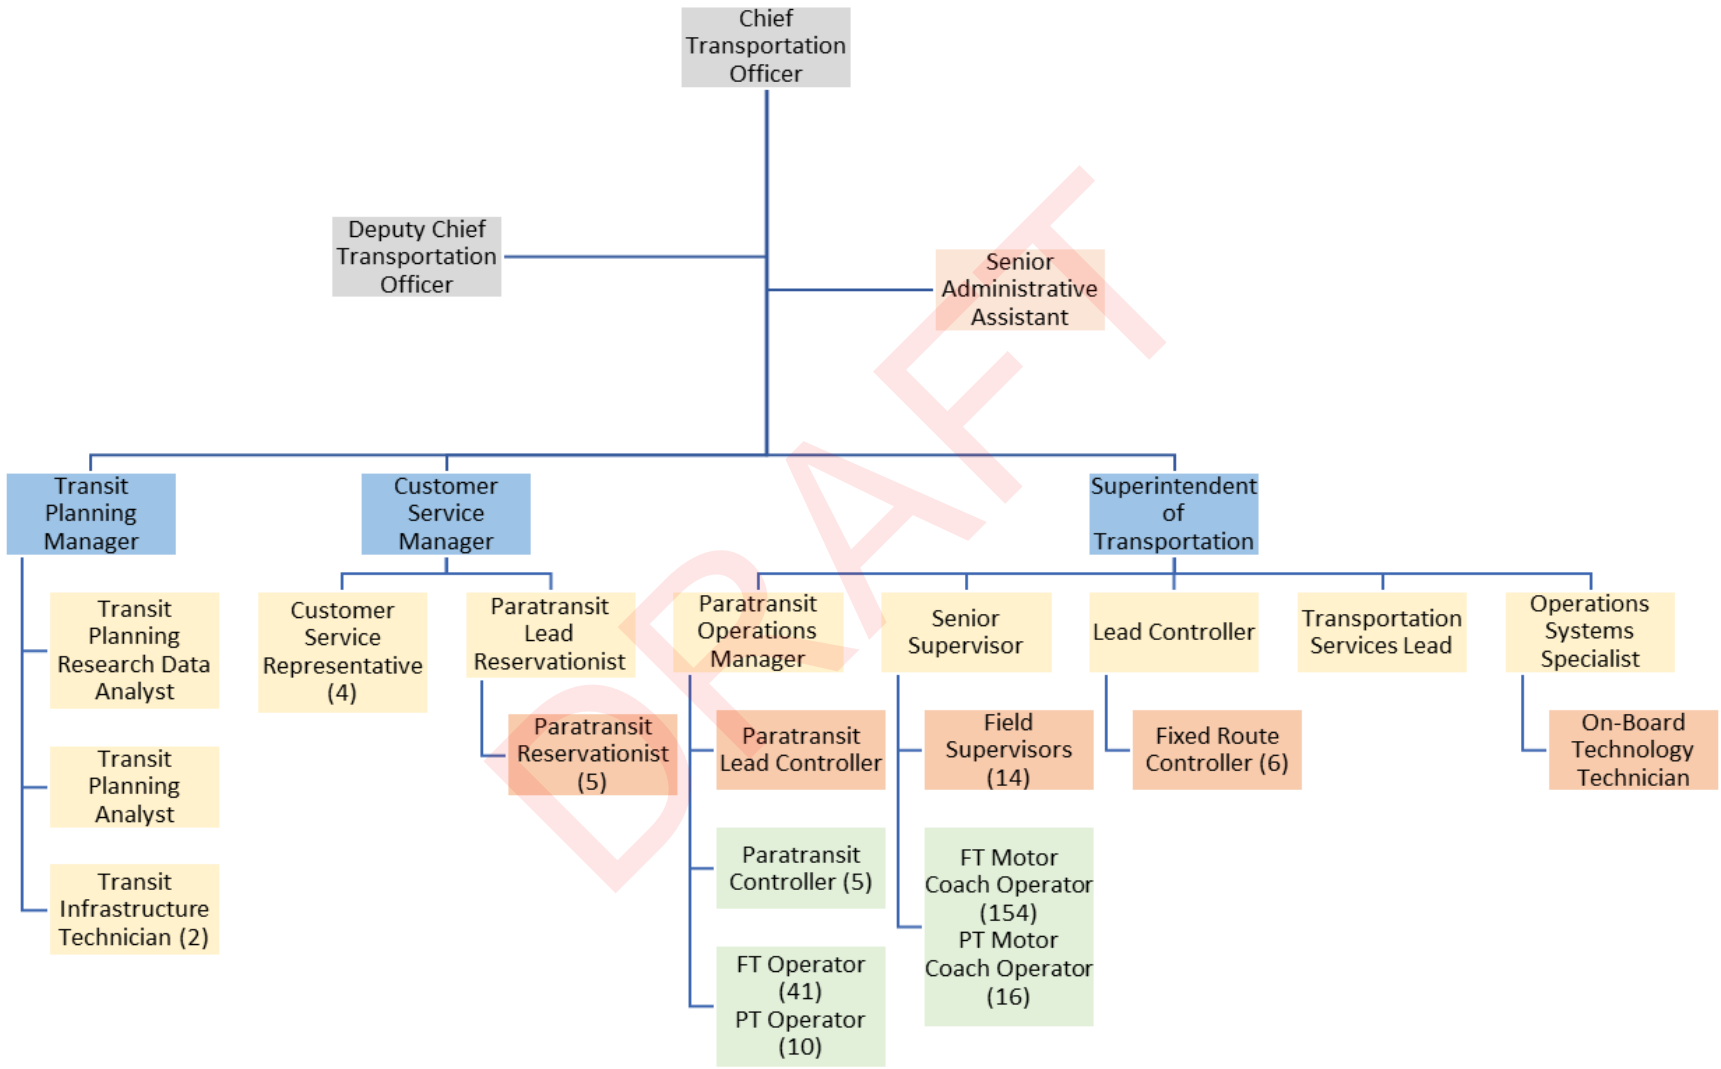 Chief
Transportation
Officer
Deputy Chief
Transportation
Officer
Senior
Administrative
Assistant
Transit
Planning
Manager
Customer
Service
Manager
Superintendent
of
Transportation
Transit
Planning
Research Data
Analyst
Transit
Planning
Analyst
Transit
Infrastructure
Technician (2)
Customer
Service
Representative
(4)
Paratransit
Lead
Reservationist
Paratransit
Reservationist
(5)
Paratransit
Operations
Manager
Paratransit
Lead Controller
Paratransit
Controller (5)
FT Operator
(41)
PT Operator
(10)
Senior
Supervisor
Field
Supervisors
(14)
FT Motor
Coach Operator
(154)
PT Motor
Coach Operator
(16)
Lead Controller
Fixed Route
Controller (6)
Transportation
Services Lead
Operations
Systems
Specialist
On-Board
Technology
Technician
DRAFT